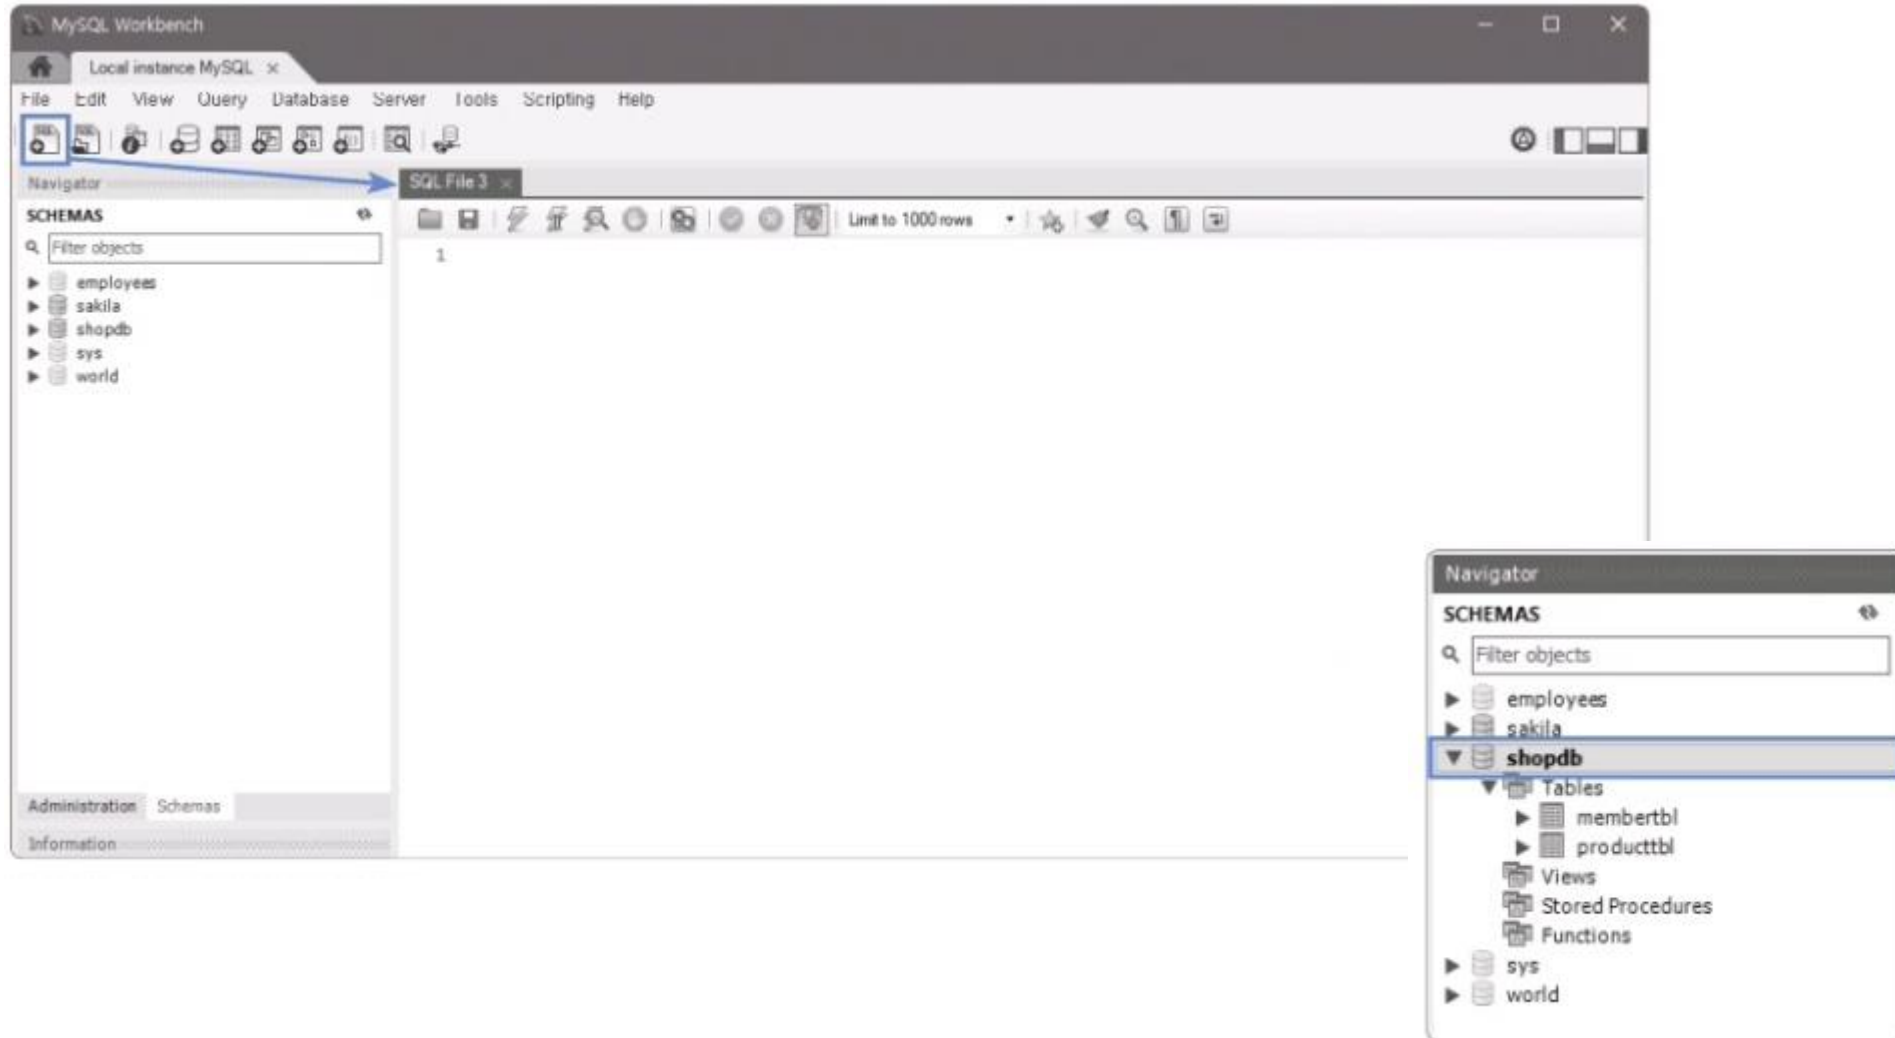 MySQL Workbench
Local instance MySQL
File Edit View Query Database Server Tools Scripting Help
Navigator
SQL File 3
SCHEMAS
Limit to 1000 rows
Filter objects
1
employees
sakila
shopdb
sys
world
Administration Schemas
Information
Navigator
SCHEMAS
Filter objects
employees
sakila
shopdb
Tables
membertbl
producttbl
Views
Stored Procedures
Functions
sys
world